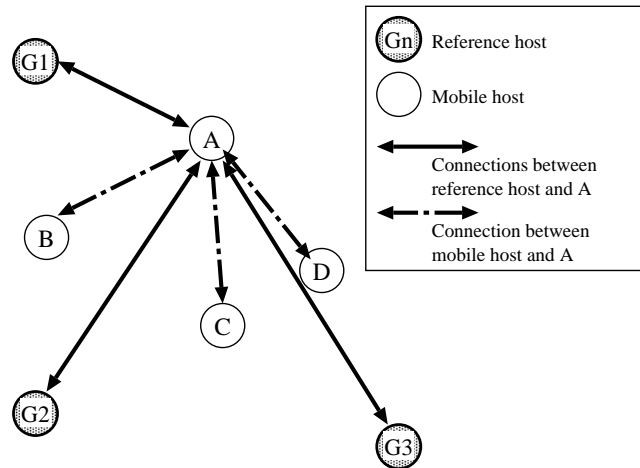 G1
A
B
D
C
G2
G3
Gn
Reference host
Mobile host
Connections between
reference host and A
Connection between
mobile host and A